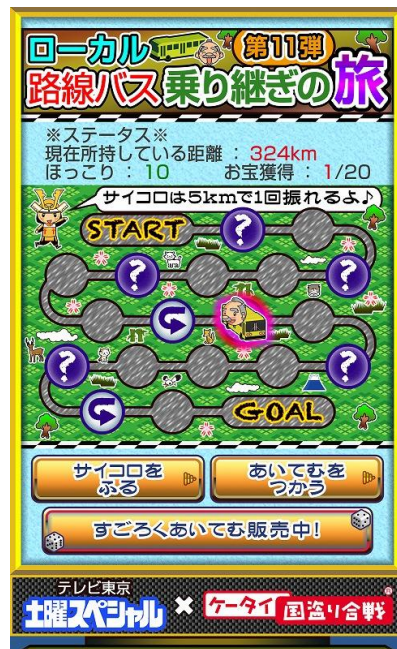 ローカル
第11弾
路線バス乗り継ぎの旅
※ステータス※
現在所持している距離 : 324km
ほっこり : 10 お宝獲得 : 1/20
サイコロは5kmで1回振れるよ♪
START
?
?
?
?
?
GOAL
サイコロを
ふる
あいてむを
つかう
すごろくあいてむ販売中!
テレビ東京
土曜スペシャル × ケータイ国盗り合戦